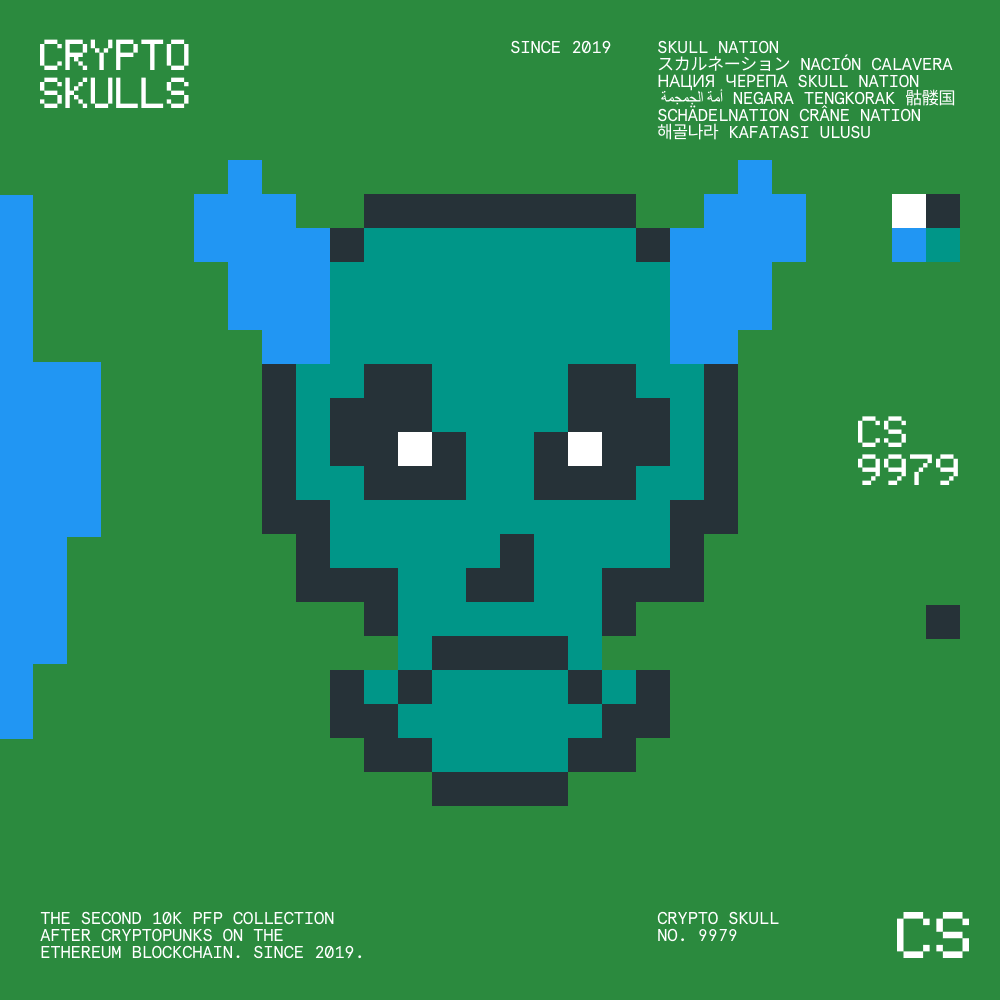 CRYPTO
SKULLS
SINCE 2019
SKULL NATION
スカルネーション NACIÓN CALAVERA
НАЦИЯ ЧЕРЕПА SKULL NATION
أمة الجمجمة NEGARA TENGKORAK 骷髅国
SCHÄDELNATION CRÂNE NATION
해골나라 KAFATASI ULUSU
CS
9979
THE SECOND 10K PFP COLLECTION
AFTER CRYPTOPUNKS ON THE
ETHEREUM BLOCKCHAIN. SINCE 2019.
CRYPTO SKULL
NO. 9979
CS